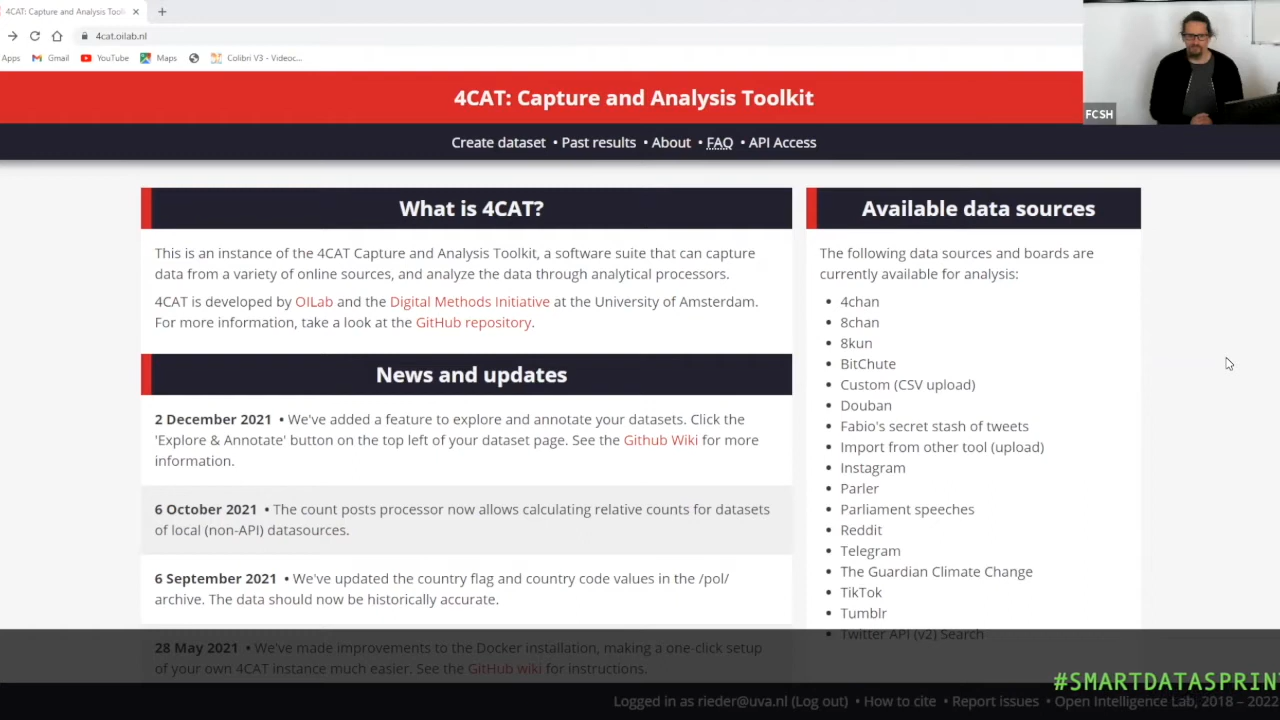 4CAT: Capture and Analysis Toolk
4cat.oilab.nl
Apps Gmail YouTube Maps Colibri V3 - Videoc...
FCSH
4CAT: Capture and Analysis Toolkit
Create dataset • Past results • About • FAQ • API Access
What is 4CAT?
This is an instance of the 4CAT Capture and Analysis Toolkit, a software suite that can capture
data from a variety of online sources, and analyze the data through analytical processors.
4CAT is developed by OILab and the Digital Methods Initiative at the University of Amsterdam.
For more information, take a look at the GitHub repository.
News and updates
2 December 2021 • We've added a feature to explore and annotate your datasets. Click the
'Explore & Annotate' button on the top left of your dataset page. See the Github Wiki for more
information.
6 October 2021 • The count posts processor now allows calculating relative counts for datasets
of local (non-API) datasources.
6 September 2021 • We've updated the country flag and country code values in the /pol/
archive. The data should now be historically accurate.
28 May 2021 • We've made improvements to the Docker installation, making a one-click setup
of your own 4CAT instance much easier. See the GitHub wiki for instructions.
Available data sources
The following data sources and boards are
currently available for analysis:
• 4chan
• 8chan
• 8kun
• BitChute
• Custom (CSV upload)
• Douban
• Fabio's secret stash of tweets
• Import from other tool (upload)
• Instagram
• Parler
• Parliament speeches
• Reddit
• Telegram
• The Guardian Climate Change
• TikTok
• Tumblr
• Twitter API (v2) Search
#SMARTDATASPRIN
Logged in as rieder@uva.nl (Log out) • How to cite • Report issues • Open Intelligence Lab, 2018 – 2022